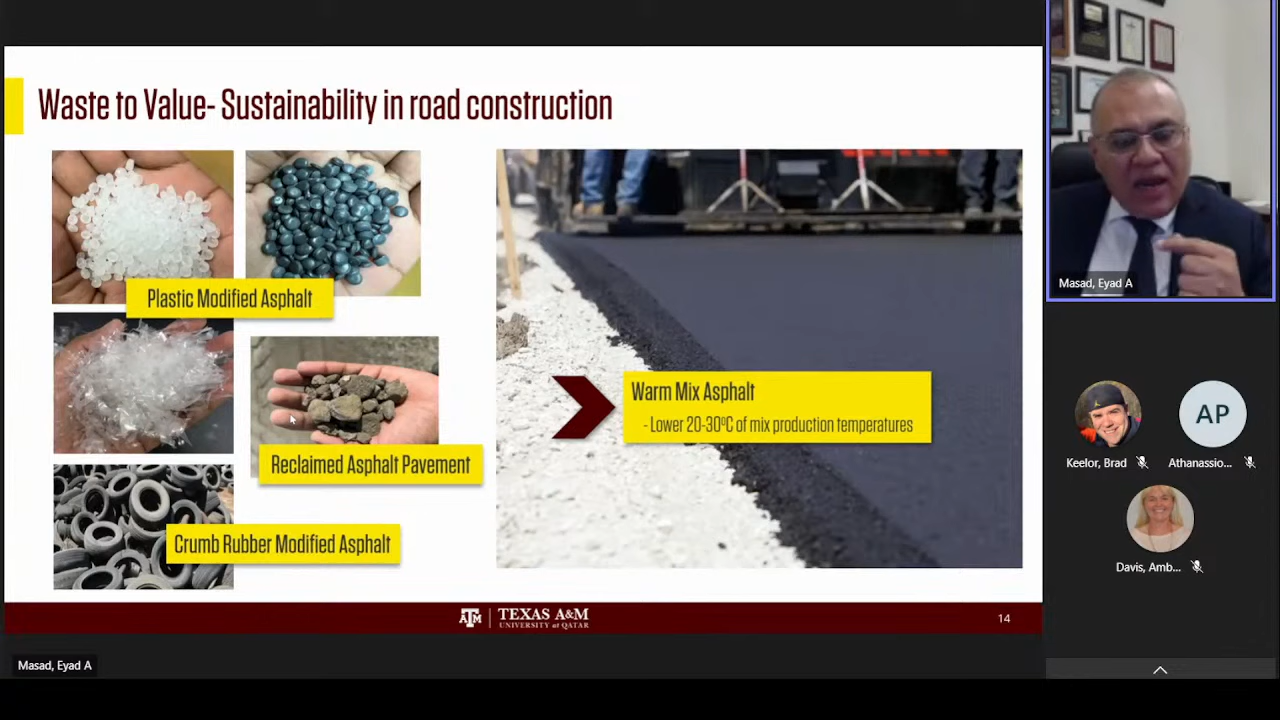 Waste to Value- Sustainability in road construction
Plastic Modified Asphalt
Reclaimed Asphalt Pavement
Crumb Rubber Modified Asphalt
Warm Mix Asphalt
- Lower 20-30⁰C of mix production temperatures
ATM | TEXAS A&M
UNIVERSITY at QATAR
14
Masad, Eyad A
Masad, Eyad A
AP
Keelor, Brad
Athanassio...
Davis, Amb...